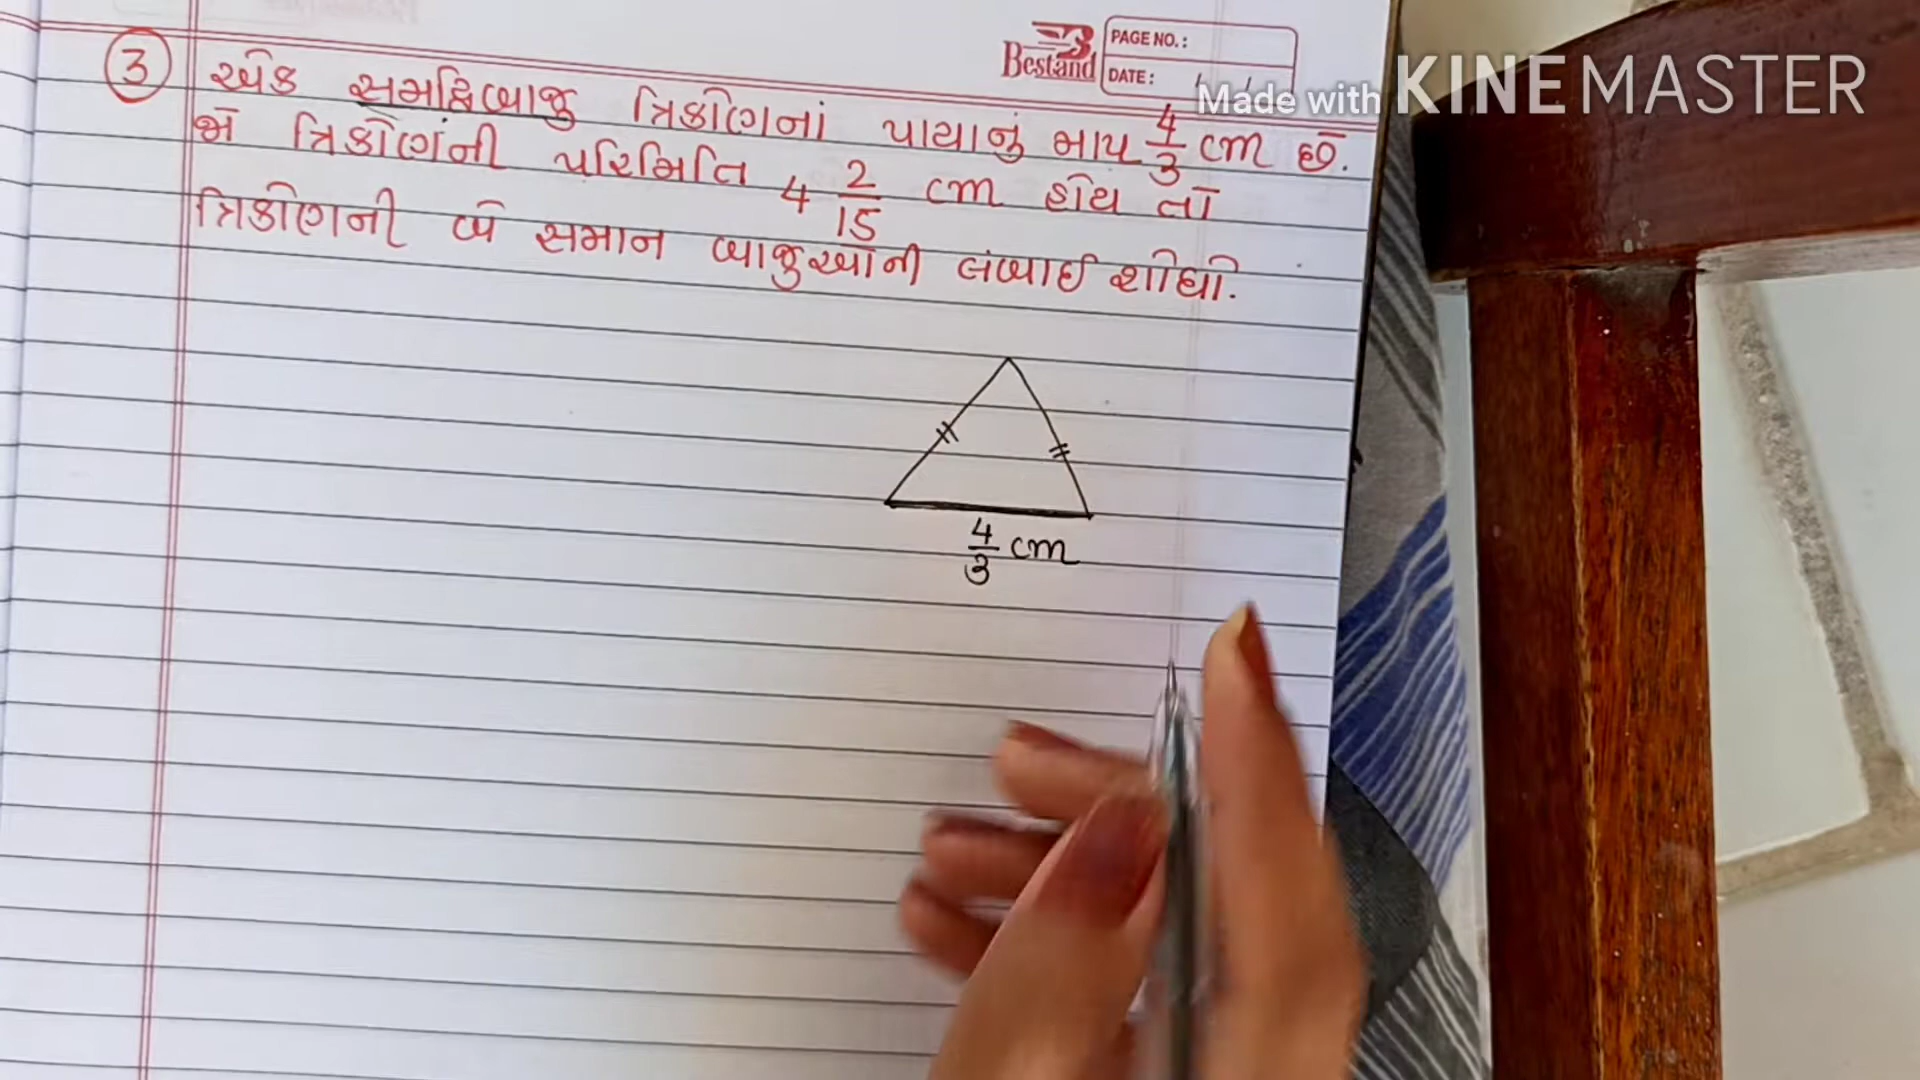 Bestand
PAGE NO.:
DATE:
Made with KINEMASTER
3 એક સમદ્વિબાજુ ત્રિકોણનાં પાયાનું માપ 4/3 cm છે.
જો ત્રિકોણની પરિમિતિ 4 2/15 cm હોય તો
ત્રિકોણની બે સમાન બાજુઓની લંબાઈ શોધો.
4/3 cm